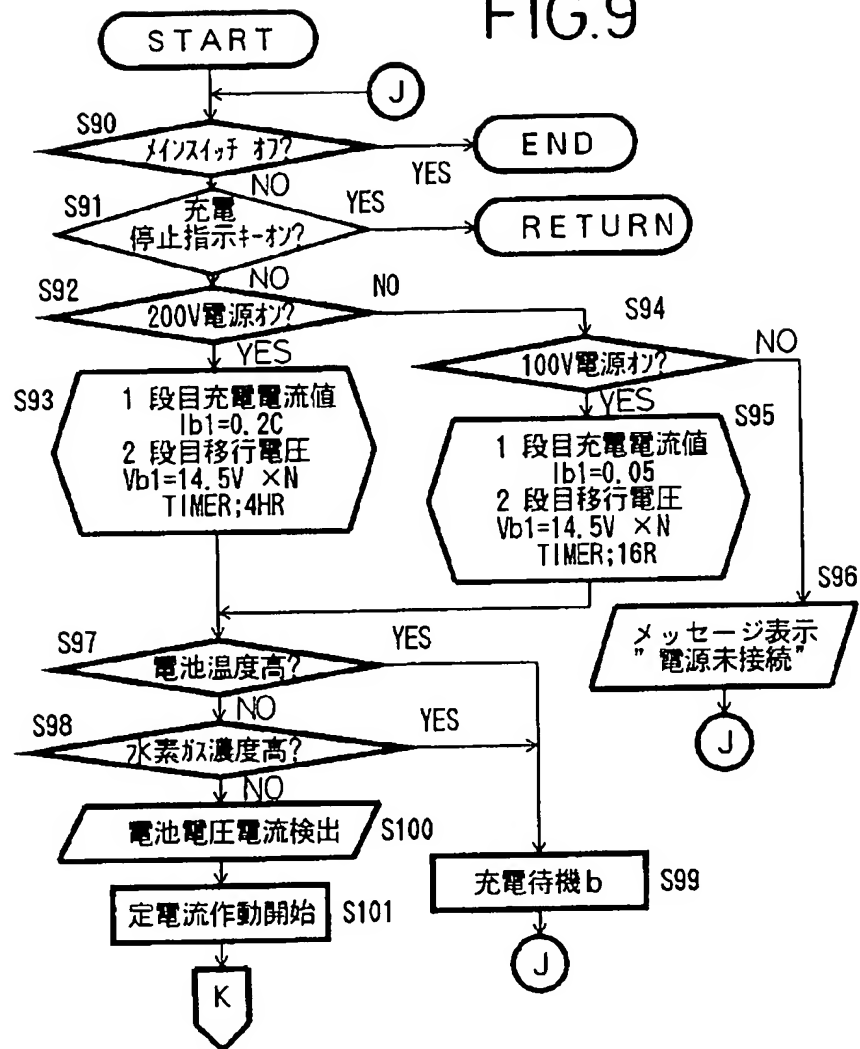 FIG.9
START
J
S90
メインスイッチ オフ?
END
YES
NO
S91
充電
停止指示キーオン?
YES
RETURN
NO
S92
200V電源オン?
NO
YES
S94
100V電源オン?
NO
YES
S93
1 段目充電電流値
Ib1=0.2C
2 段目移行電圧
Vb1=14.5V ×N
TIMER;4HR
S95
1 段目充電電流値
Ib1=0.05
2 段目移行電圧
Vb1=14.5V ×N
TIMER;16R
S96
メッセージ表示
"電源未接続"
J
S97
電池温度高?
YES
NO
S98
水素ガス濃度高?
YES
NO
電池電圧電流検出
S100
充電待機b
S99
J
定電流作動開始
S101
K